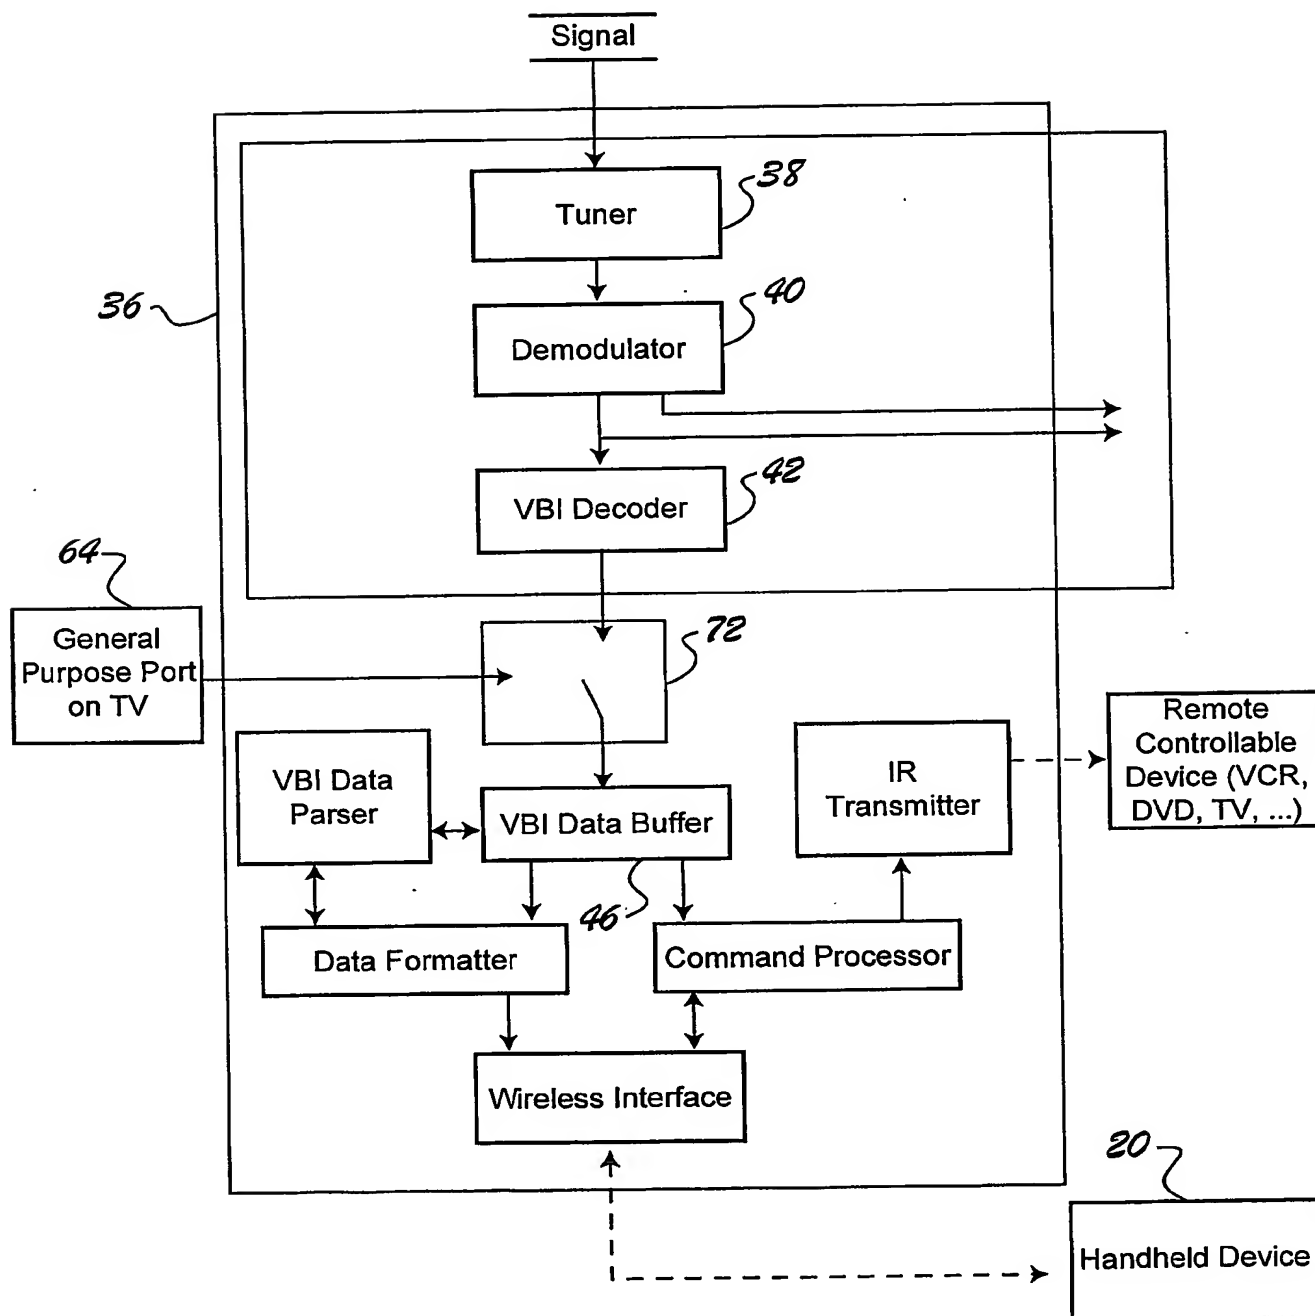 Signal
38
Tuner
36
40
Demodulator
42
VBI Decoder
64
General
Purpose Port
on TV
72
Remote
Controllable
Device (VCR,
DVD, TV, ...)
VBI Data
Parser
VBI Data Buffer
IR
Transmitter
46
Data Formatter
Command Processor
Wireless Interface
20
Handheld Device